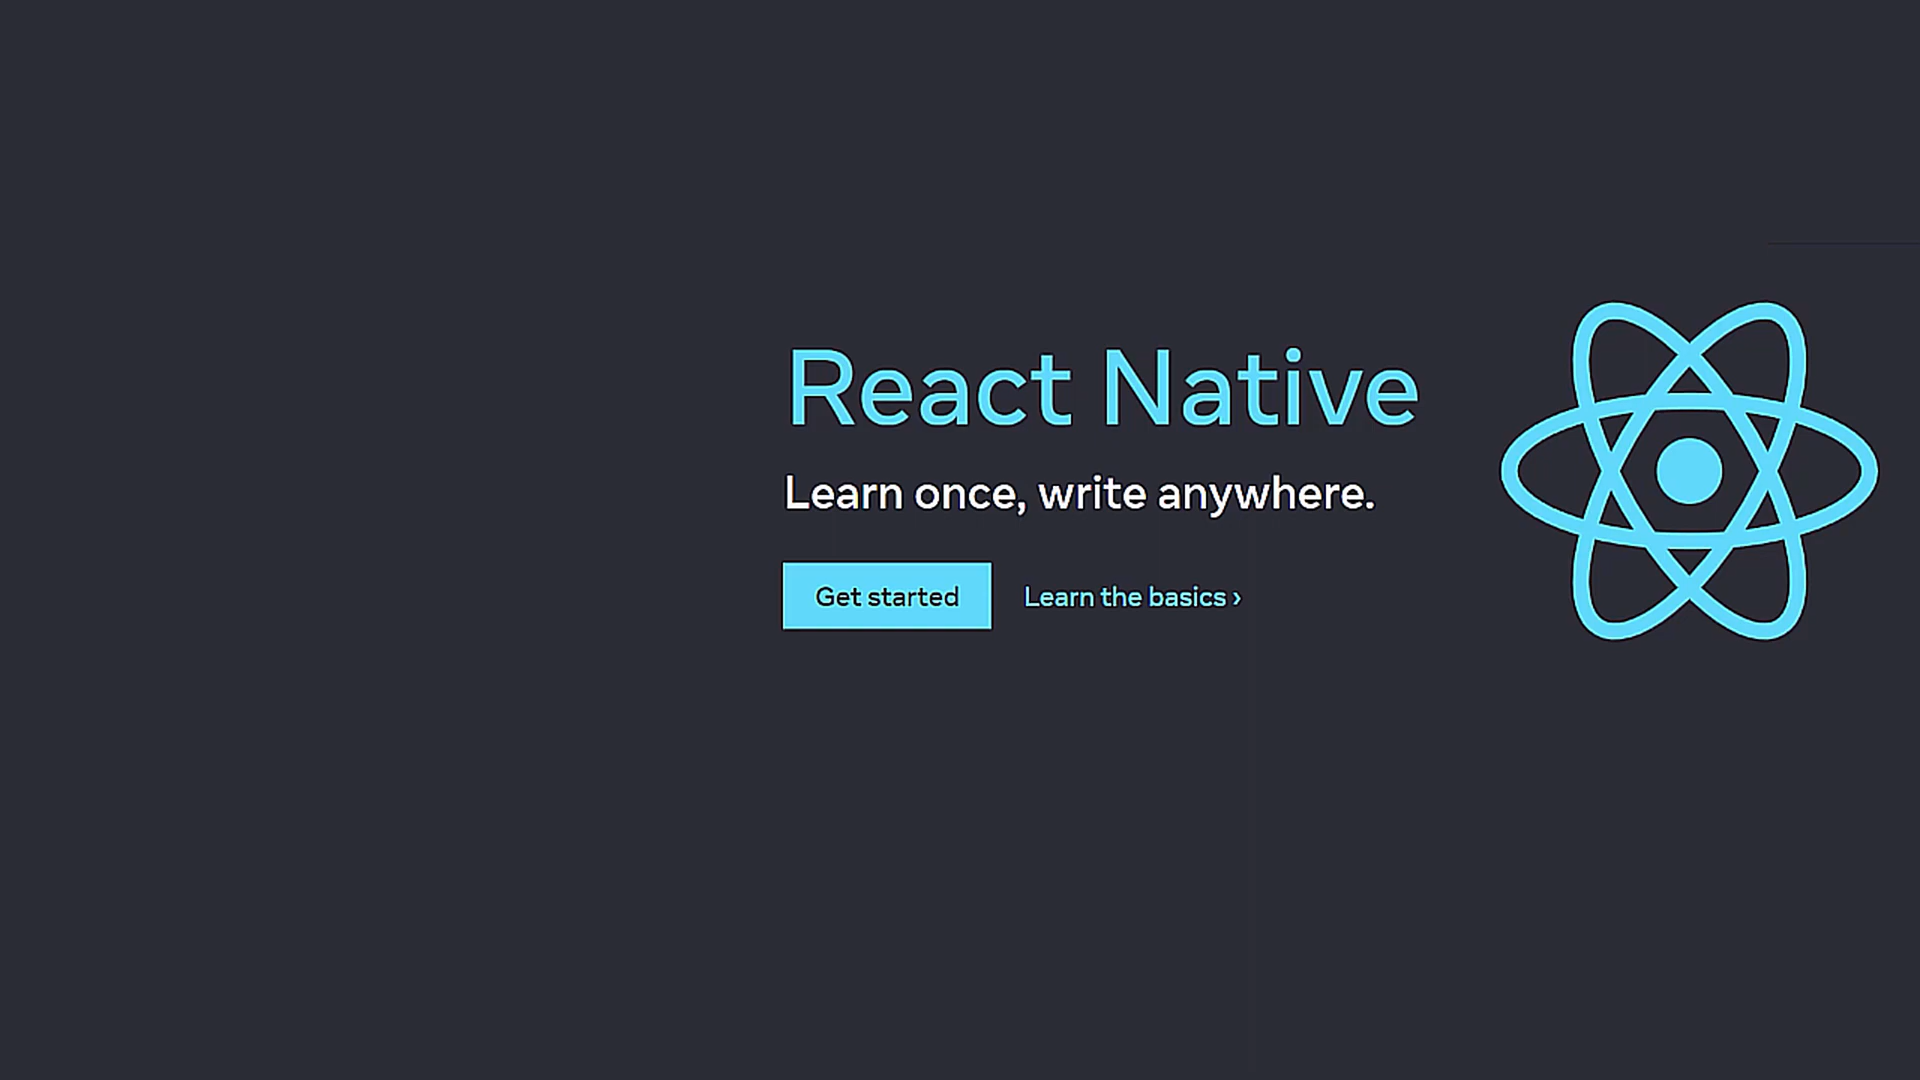 React Native
Learn once, write anywhere.
Get started
Learn the basics ›